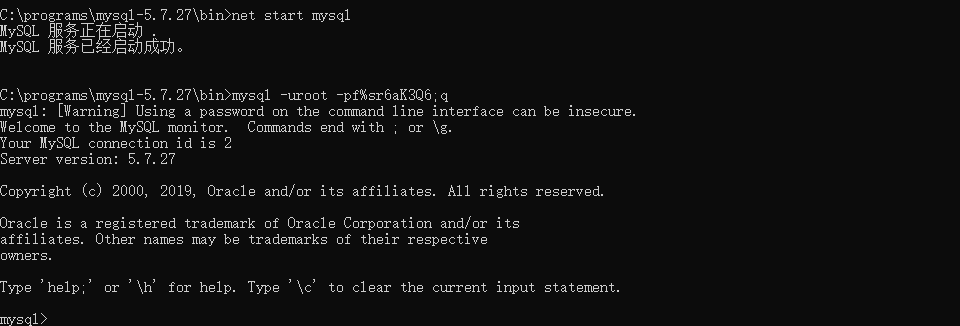 C:\programs\mysql-5.7.27\bin>net start mysql
MySQL 服务正在启动 .
MySQL 服务已经启动成功。
C:\programs\mysql-5.7.27\bin>mysql -uroot -pf%sr6aK3Q6;q
mysql: [Warning] Using a password on the command line interface can be insecure.
Welcome to the MySQL monitor.  Commands end with ; or \g.
Your MySQL connection id is 2
Server version: 5.7.27
Copyright (c) 2000, 2019, Oracle and/or its affiliates. All rights reserved.
Oracle is a registered trademark of Oracle Corporation and/or its
affiliates. Other names may be trademarks of their respective
owners.
Type 'help;' or '\h' for help. Type '\c' to clear the current input statement.
mysql>